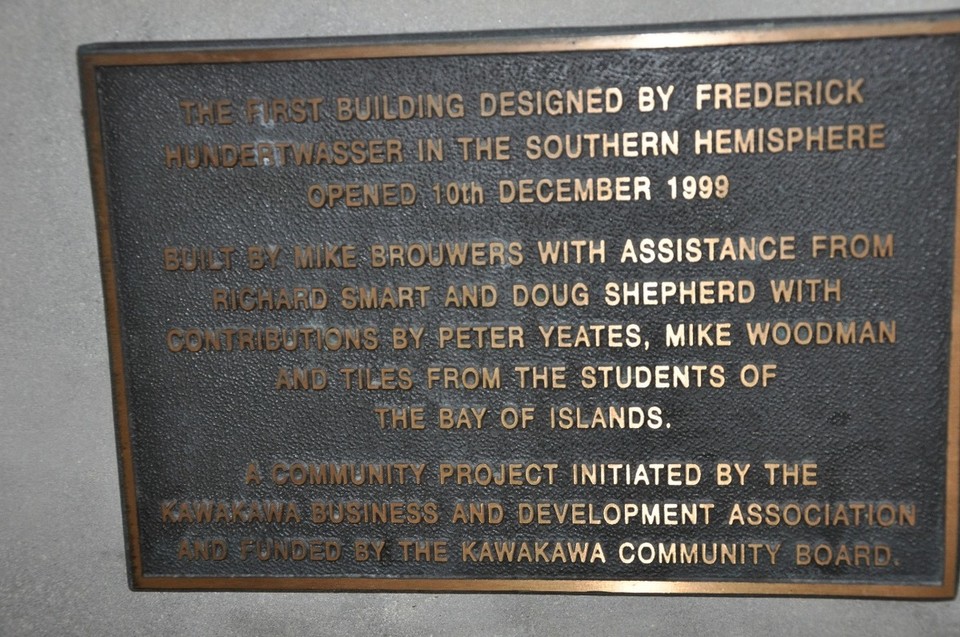 THE FIRST BUILDING DESIGNED BY FREDERICK
HUNDERTWASSER IN THE SOUTHERN HEMISPHERE
OPENED 10th DECEMBER 1999
BUILT BY MIKE BROUWERS WITH ASSISTANCE FROM
RICHARD SMART AND DOUG SHEPHERD WITH
CONTRIBUTIONS BY PETER YEATES, MIKE WOODMAN
AND TILES FROM THE STUDENTS OF
THE BAY OF ISLANDS.
A COMMUNITY PROJECT INITIATED BY THE
KAWAKAWA BUSINESS AND DEVELOPMENT ASSOCIATION
AND FUNDED BY THE KAWAKAWA COMMUNITY BOARD.